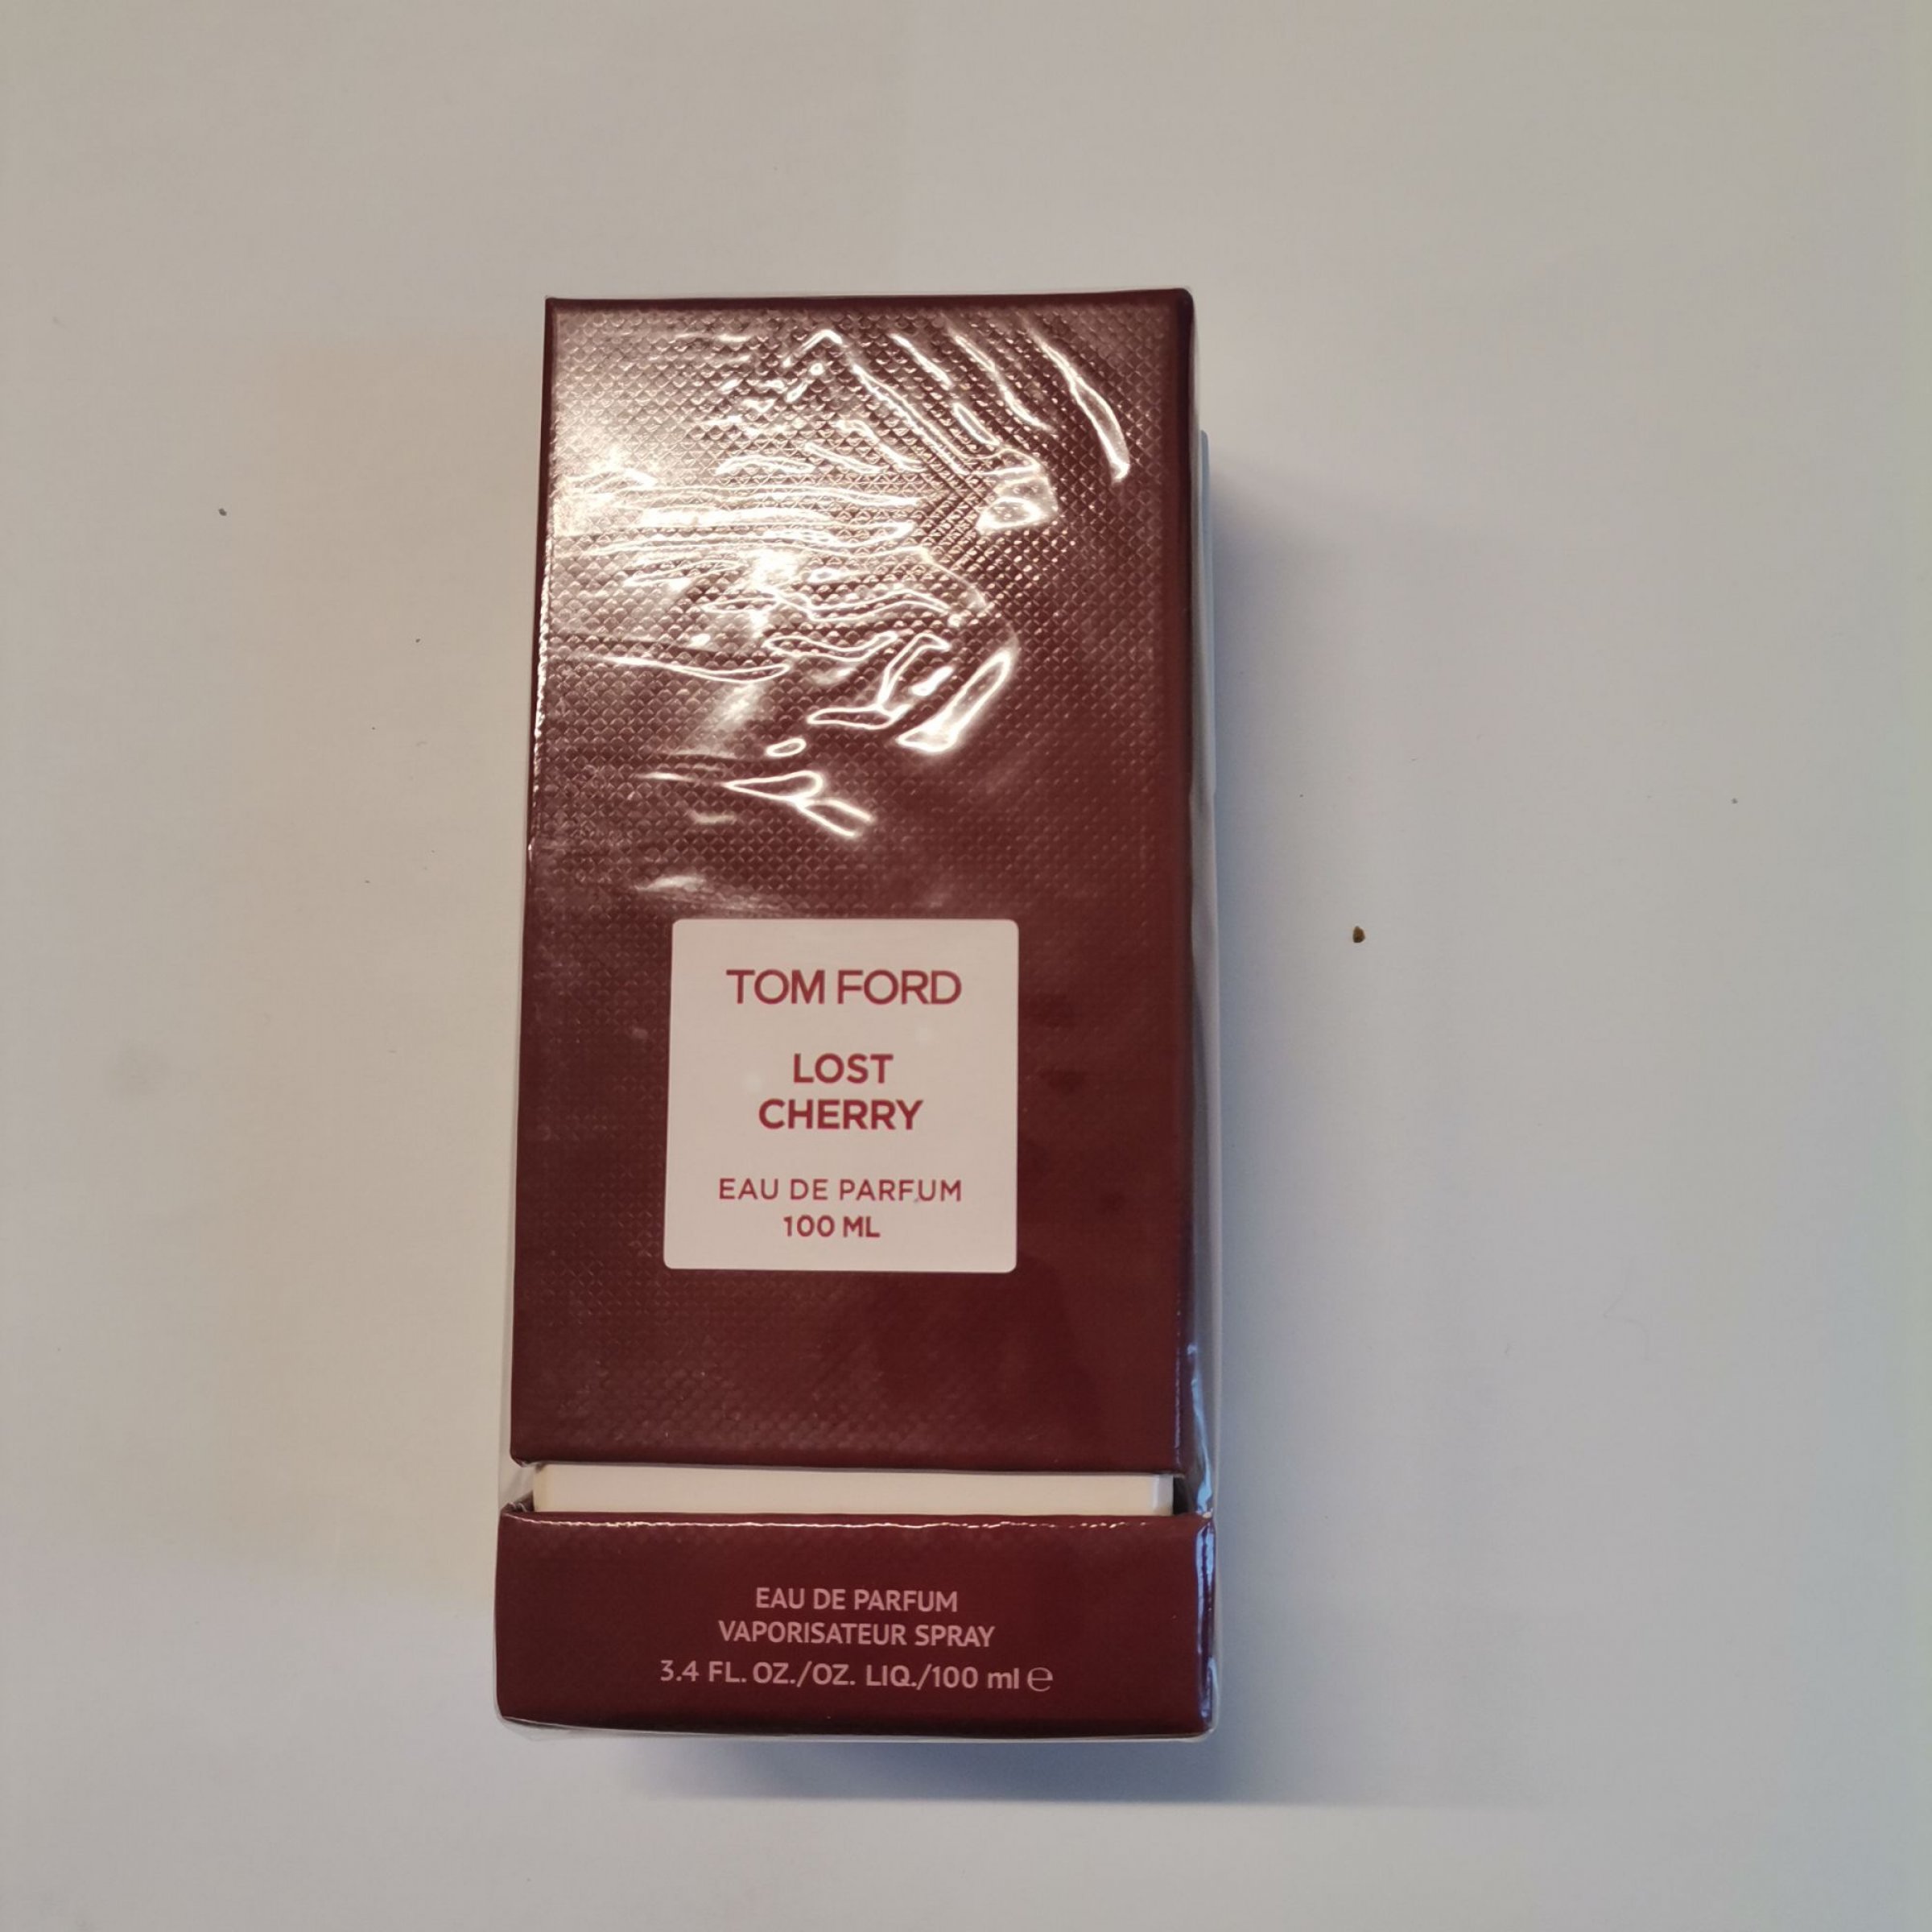 TOM FORD
LOST
CHERRY
EAU DE PARFUM
100 ML
EAU DE PARFUM
VAPORISATEUR SPRAY
3.4 FL. OZ./OZ. LIQ./100 ml ℮